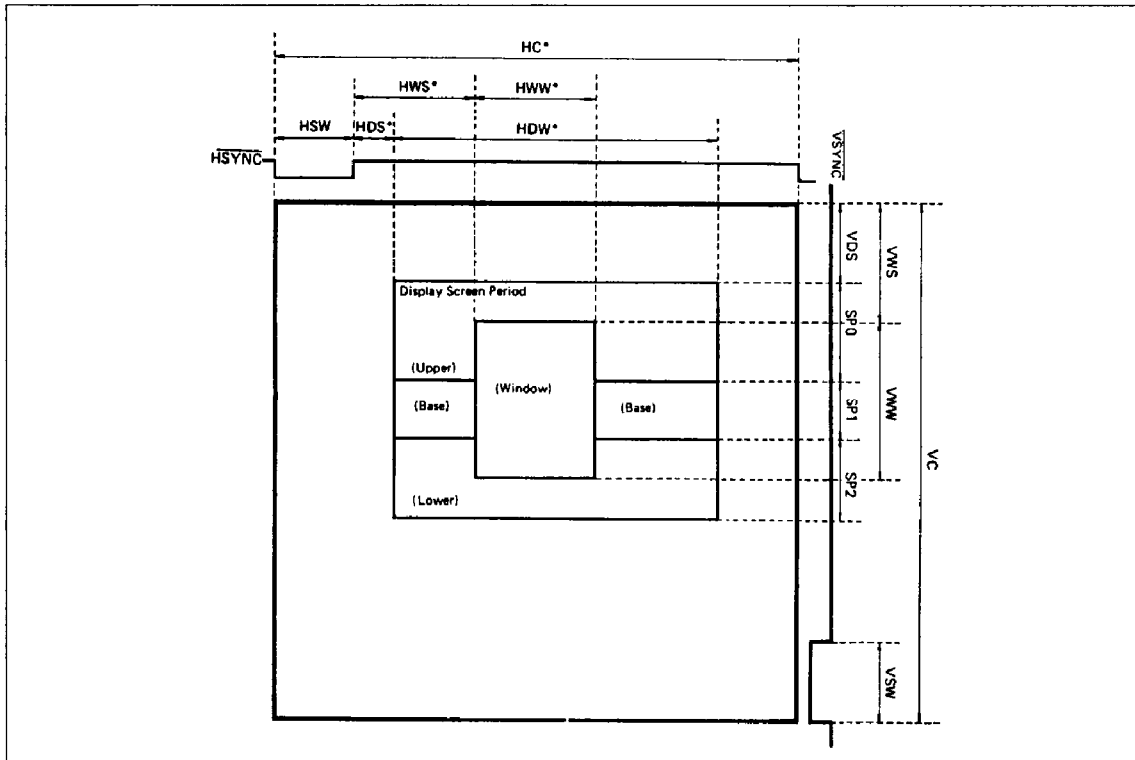 HC*
HWS*
HWW*
HSW
HDS*
HDW*
HSYNC
VSYNC
VDS
VWS
Display Screen Period
SP0
(Upper)
(Window)
(Base)
(Base)
SP1
VWW
VC
(Lower)
SP2
VSW